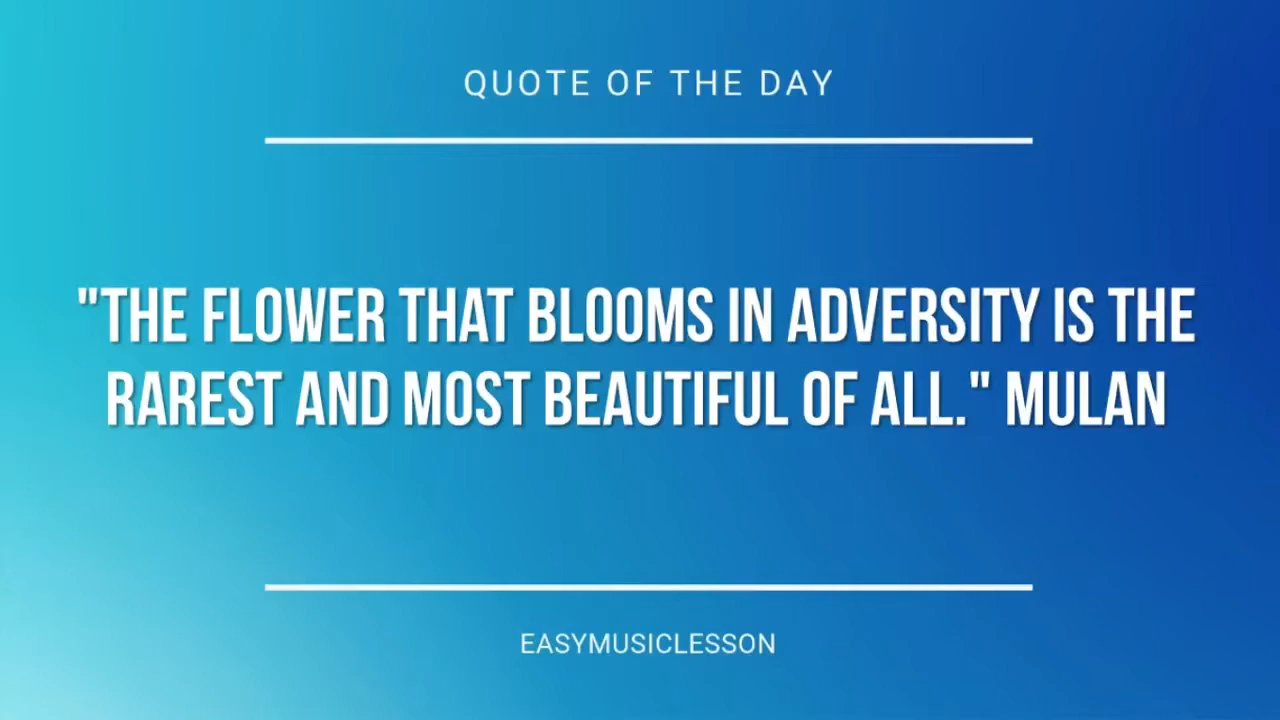 QUOTE OF THE DAY
"THE FLOWER THAT BLOOMS IN ADVERSITY IS THE
RAREST AND MOST BEAUTIFUL OF ALL." MULAN
EASYMUSICLESSON